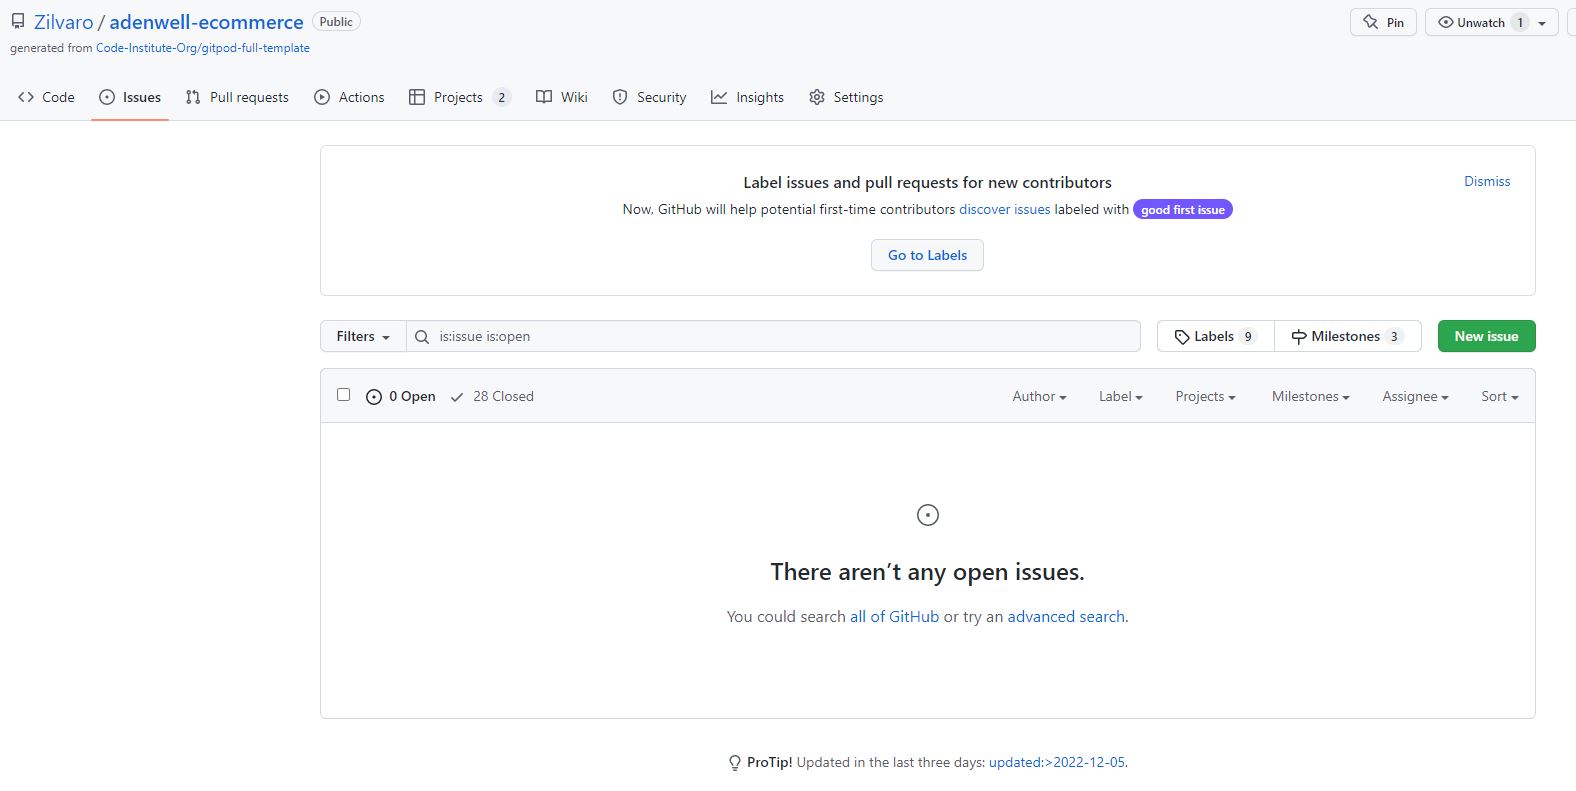 Zilvaro / adenwell-ecommerce Public Pin Unwatch 1
generated from Code-Institute-Org/gitpod-full-template
Code Issues Pull requests Actions Projects 2 Wiki Security Insights Settings
Label issues and pull requests for new contributors
Dismiss
Now, GitHub will help potential first-time contributors discover issues labeled with good first issue
Go to Labels
Filters is:issue is:open Labels 9 Milestones 3 New issue
0 Open 28 Closed Author Label Projects Milestones Assignee Sort
There aren’t any open issues.
You could search all of GitHub or try an advanced search.
ProTip! Updated in the last three days: updated:>2022-12-05.